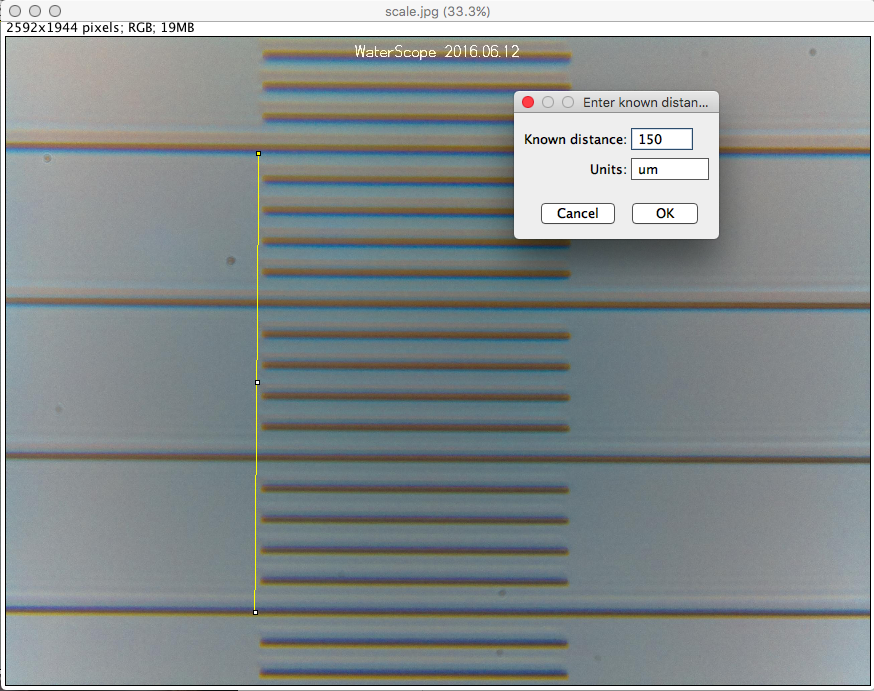 scale.jpg (33.3%)
2592x1944 pixels; RGB; 19MB
WaterScope 2016.06.12
Enter known distan...
Known distance: 150
Units: um
Cancel OK